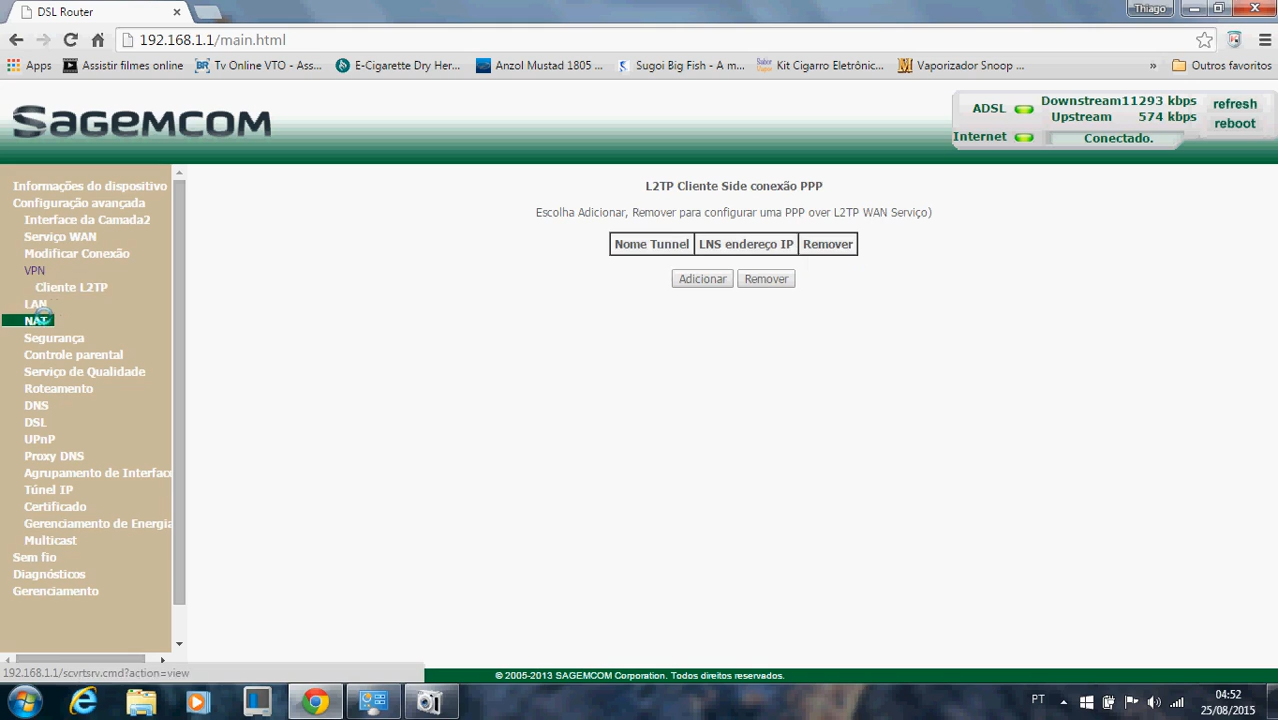 DSL Router
Thiago
192.168.1.1/main.html
Apps
Assistir filmes online
Tv Online VTO - Ass...
E-Cigarette Dry Her...
Anzol Mustad 1805 ...
Sugoi Big Fish - A m...
Kit Cigarro Eletrônic...
Vaporizador Snoop ...
»
Outros favoritos
SAGEMCOM
ADSL
Downstream 11293 kbps
Upstream 574 kbps
refresh
reboot
Internet
Conectado.
Informações do dispositivo
Configuração avançada
Interface da Camada2
Serviço WAN
Modificar Conexão
VPN
Cliente L2TP
LAN
NAT
Segurança
Controle parental
Serviço de Qualidade
Roteamento
DNS
DSL
UPnP
Proxy DNS
Agrupamento de Interface
Túnel IP
Certificado
Gerenciamento de Energia
Multicast
Sem fio
Diagnósticos
Gerenciamento
L2TP Cliente Side conexão PPP
Escolha Adicionar, Remover para configurar uma PPP over L2TP WAN Serviço)
Nome Tunnel LNS endereço IP Remover
Adicionar Remover
192.168.1.1/scvrtsrv.cmd?action=view
© 2005-2013 SAGEMCOM Corporation. Todos direitos reservados.
PT
04:52
25/08/2015